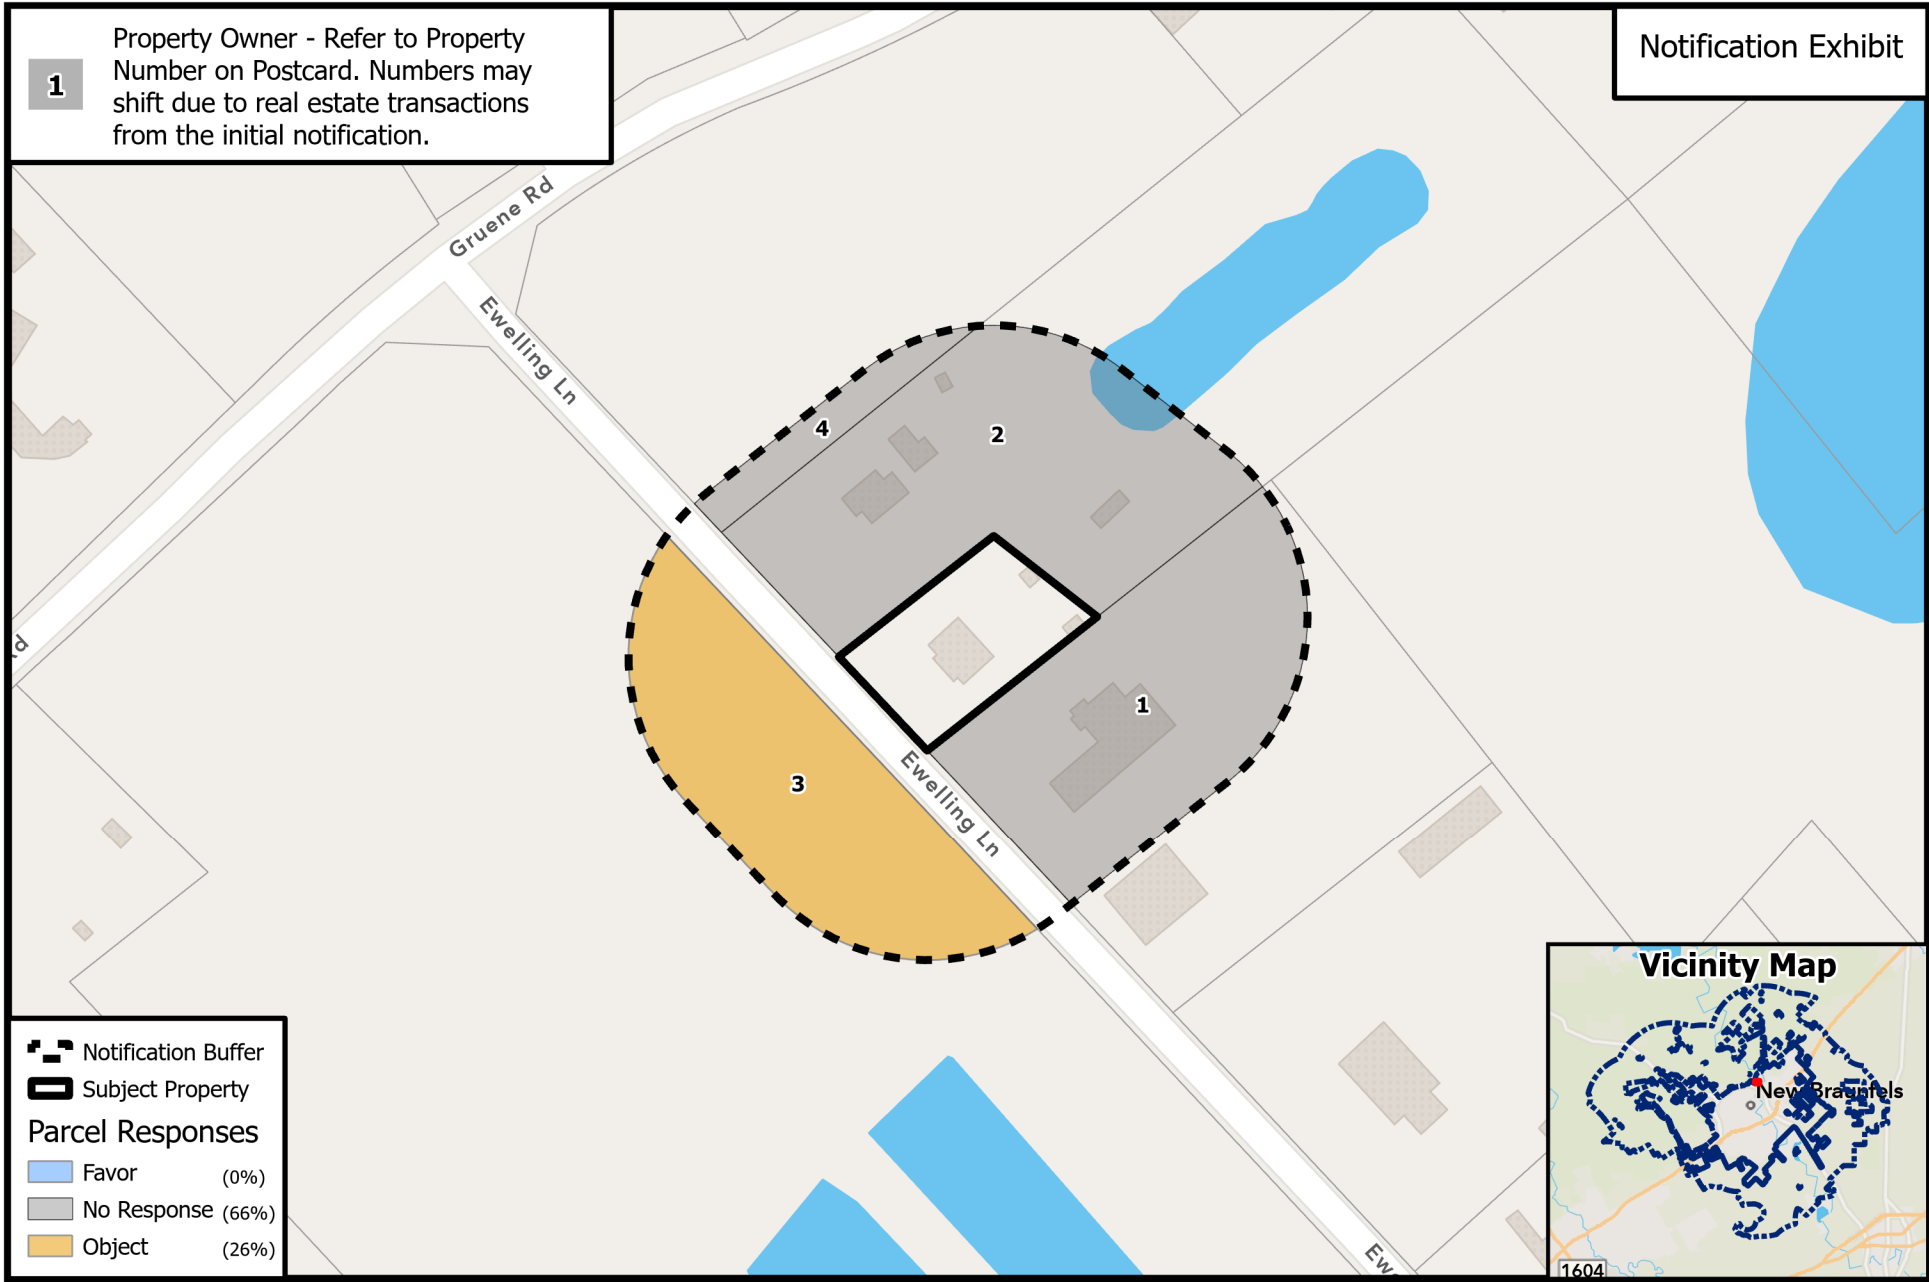 1
Property Owner - Refer to Property
Number on Postcard. Numbers may
shift due to real estate transactions
from the initial notification.
Notification Exhibit
Gruene Rd
Ewelling Ln
4
2
Rd
1
3
Ewelling Ln
Notification Buffer
Subject Property
Parcel Responses
Favor (0%)
No Response (66%)
Object (26%)
Vicinity Map
New Braunfels
1604
Ewe